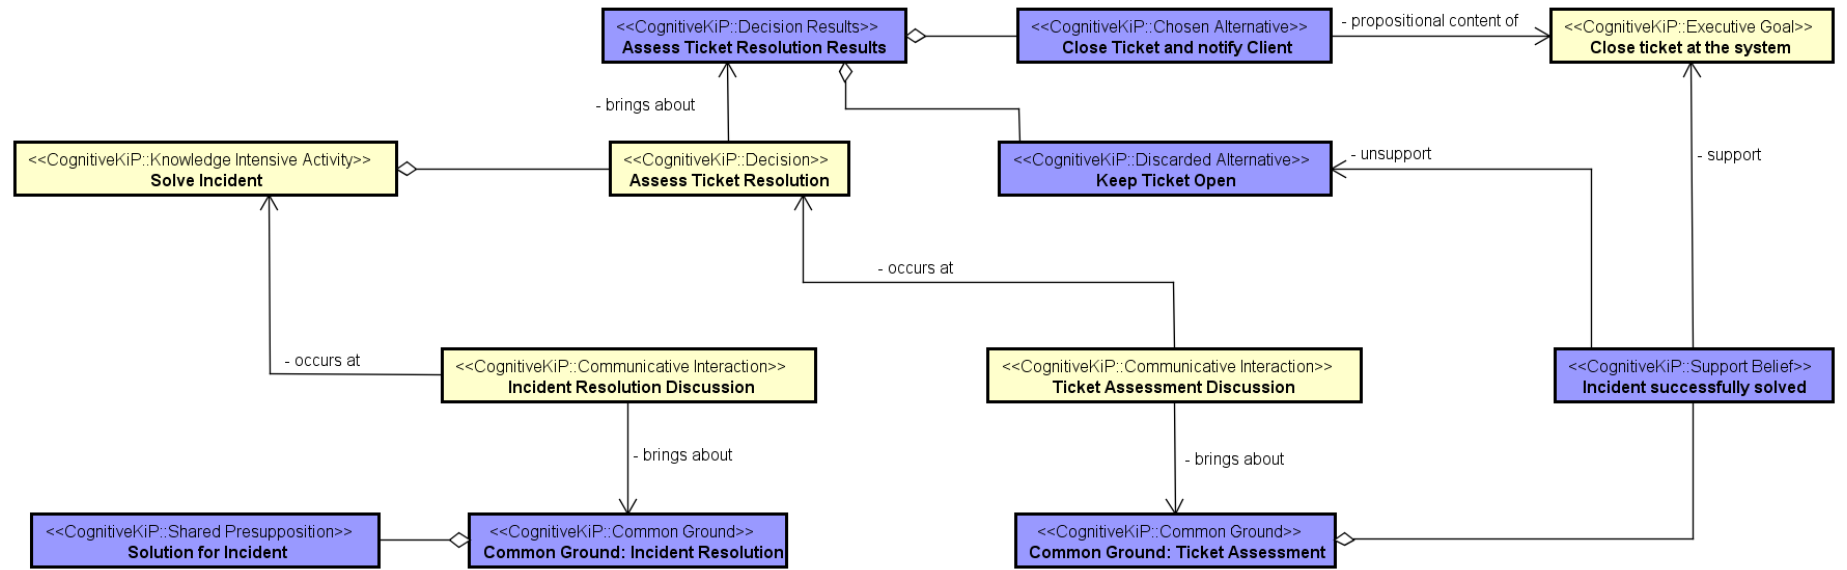 <<CognitiveKiP::Decision Results>>
Assess Ticket Resolution Results
<<CognitiveKiP::Chosen Alternative>>
Close Ticket and notify Client
- propositional content of
<<CognitiveKiP::Executive Goal>>
Close ticket at the system
- brings about
<<CognitiveKiP::Knowledge Intensive Activity>>
Solve Incident
<<CognitiveKiP::Decision>>
Assess Ticket Resolution
<<CognitiveKiP::Discarded Alternative>>
Keep Ticket Open
- unsupport
- support
- occurs at
- occurs at
<<CognitiveKiP::Communicative Interaction>>
Incident Resolution Discussion
<<CognitiveKiP::Communicative Interaction>>
Ticket Assessment Discussion
<<CognitiveKiP::Support Belief>>
Incident successfully solved
- brings about
- brings about
<<CognitiveKiP::Shared Presupposition>>
Solution for Incident
<<CognitiveKiP::Common Ground>>
Common Ground: Incident Resolution
<<CognitiveKiP::Common Ground>>
Common Ground: Ticket Assessment